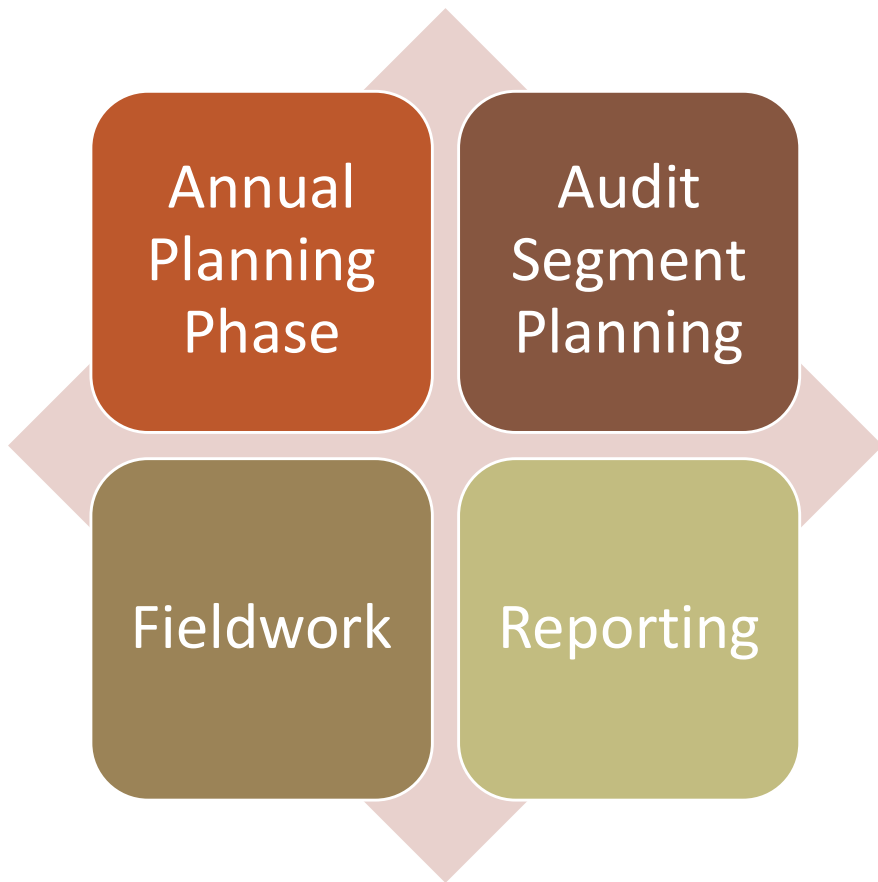 Annual
Planning
Phase
Audit
Segment
Planning
Fieldwork
Reporting